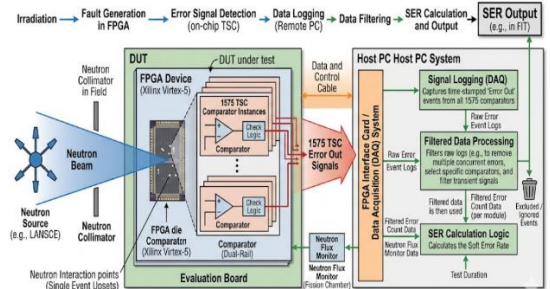 Irradiation
Fault Generation
in FPGA
Error Signal Detection
(on-chip TSC)
Data Logging
(Remote PC)
Data Filtering
SER Calculation
and Output
SER Output
(e.g., in FIT)
Neutron
Collimator
in Field
Neutron
Beam
Neutron
Source
(e.g., LANSCE)
Neutron
Collimator
Neutron Interaction points
(Single Event Upsets)
DUT
DUT under test
FPGA Device
(Xilinx Virtex-5)
1575 TSC
Comparator Instances
Check
Logic
Check
Logic
FPGA die
Comparaten
(Xilinx Virtex-5)
Comparator
(Dual-Rail)
Evaluation Board
Data and
Control
Cable
1575 TSC
Error Out
Signals
Neutron
Flux
Monitor
Neutron
Flux Monitor
(Fission Chamber)
Host PC Host PC System
FPGA Interface Card /
Data Acquisition (DAQ) System
Signal Logging (DAQ)
Captures time-stamped 'Error Out'
events from all 1575 comparators
Raw Error
Event Logs
Raw Error
Event Logs
Filtered Data Processing
Filters raw logs (e.g., to remove
multiple concurrent errors,
select specific comparators, and
filter transient signals
Filtered data
is then used
Filtered Error
Count Data
(per module)
Filtered Error
Count Data
Neutron Flux
Monitor Data
SER Calculation Logic
Calculates the Soft Error Rate
Test Duration
Excluded /
Ignored
Events